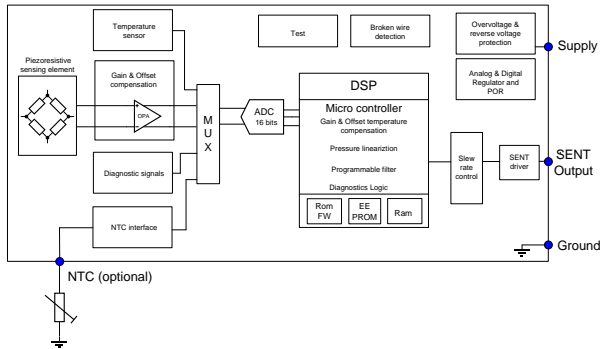 Temperature
sensor
Test
Broken wire
detection
Overvoltage &
reverse voltage
protection
Supply
Piezoresistive
sensing element
Gain & Offset
compensation
OPA
M
U
X
ADC
16 bits
DSP
Micro controller
Gain & Offset temperature
compensation
Pressure lineariztion
Programmable filter
Diagnostics Logic
Rom
FW
EE
PROM
Ram
Analog & Digital
Regulator and
POR
Slew
rate
control
SENT
driver
SENT
Output
Diagnostic signals
NTC interface
Ground
NTC (optional)